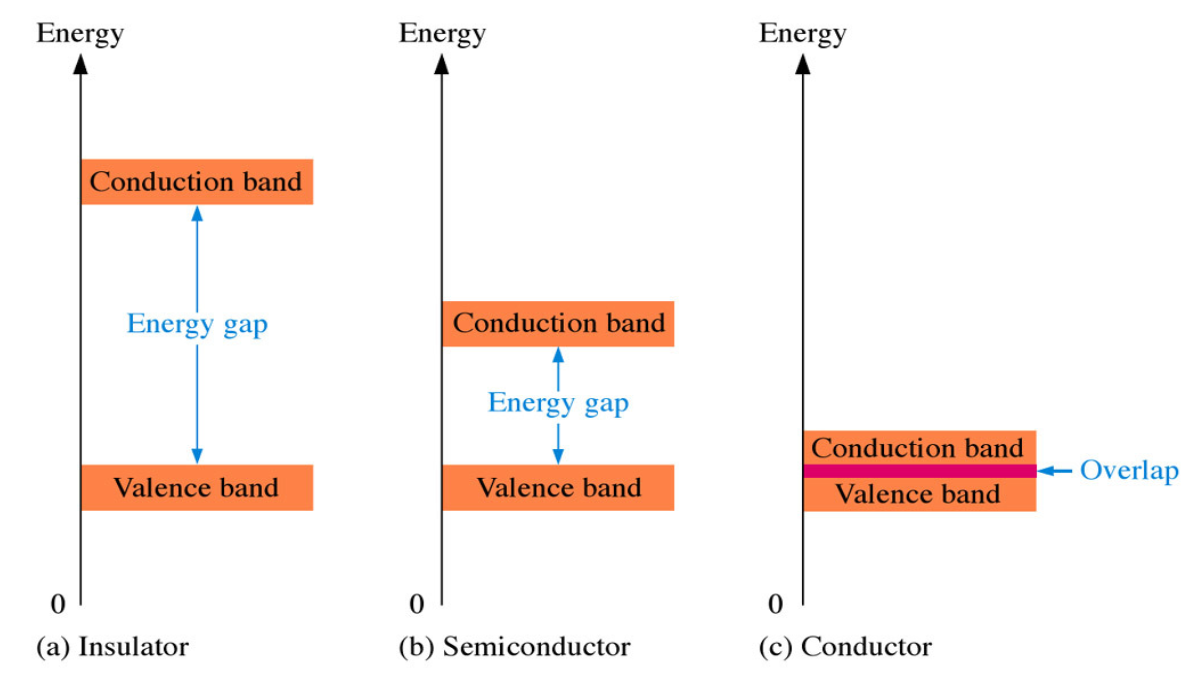 Energy
Conduction band
Energy gap
Valence band
0
(a) Insulator
Energy
Conduction band
Energy gap
Valence band
0
(b) Semiconductor
Energy
Conduction band
Overlap
Valence band
0
(c) Conductor